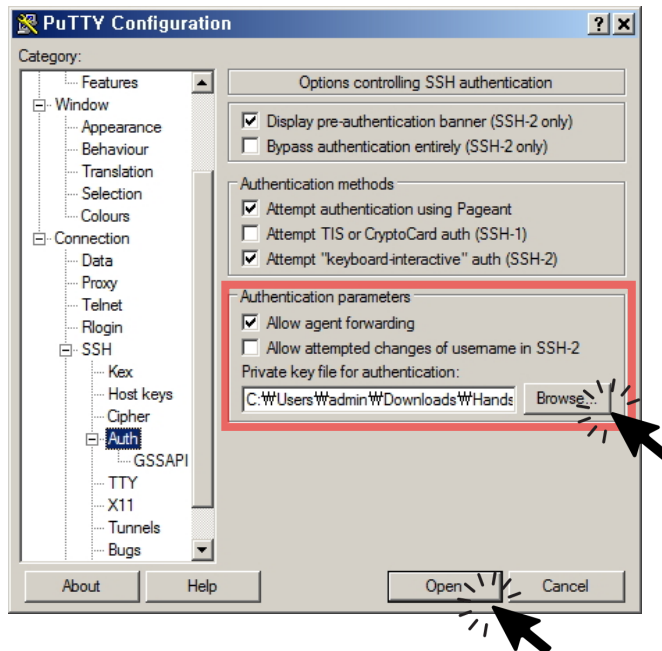 PuTTY Configuration
Category:
Features
Window
Appearance
Behaviour
Translation
Selection
Colours
Connection
Data
Proxy
Telnet
Rlogin
SSH
Kex
Host keys
Cipher
Auth
GSSAPI
TTY
X11
Tunnels
Bugs
Options controlling SSH authentication
Display pre-authentication banner (SSH-2 only)
Bypass authentication entirely (SSH-2 only)
Authentication methods
Attempt authentication using Pageant
Attempt TIS or CryptoCard auth (SSH-1)
Attempt "keyboard-interactive" auth (SSH-2)
Authentication parameters
Allow agent forwarding
Allow attempted changes of username in SSH-2
Private key file for authentication:
C:₩Users₩admin₩Downloads₩Hands
Browse...
About
Help
Open
Cancel